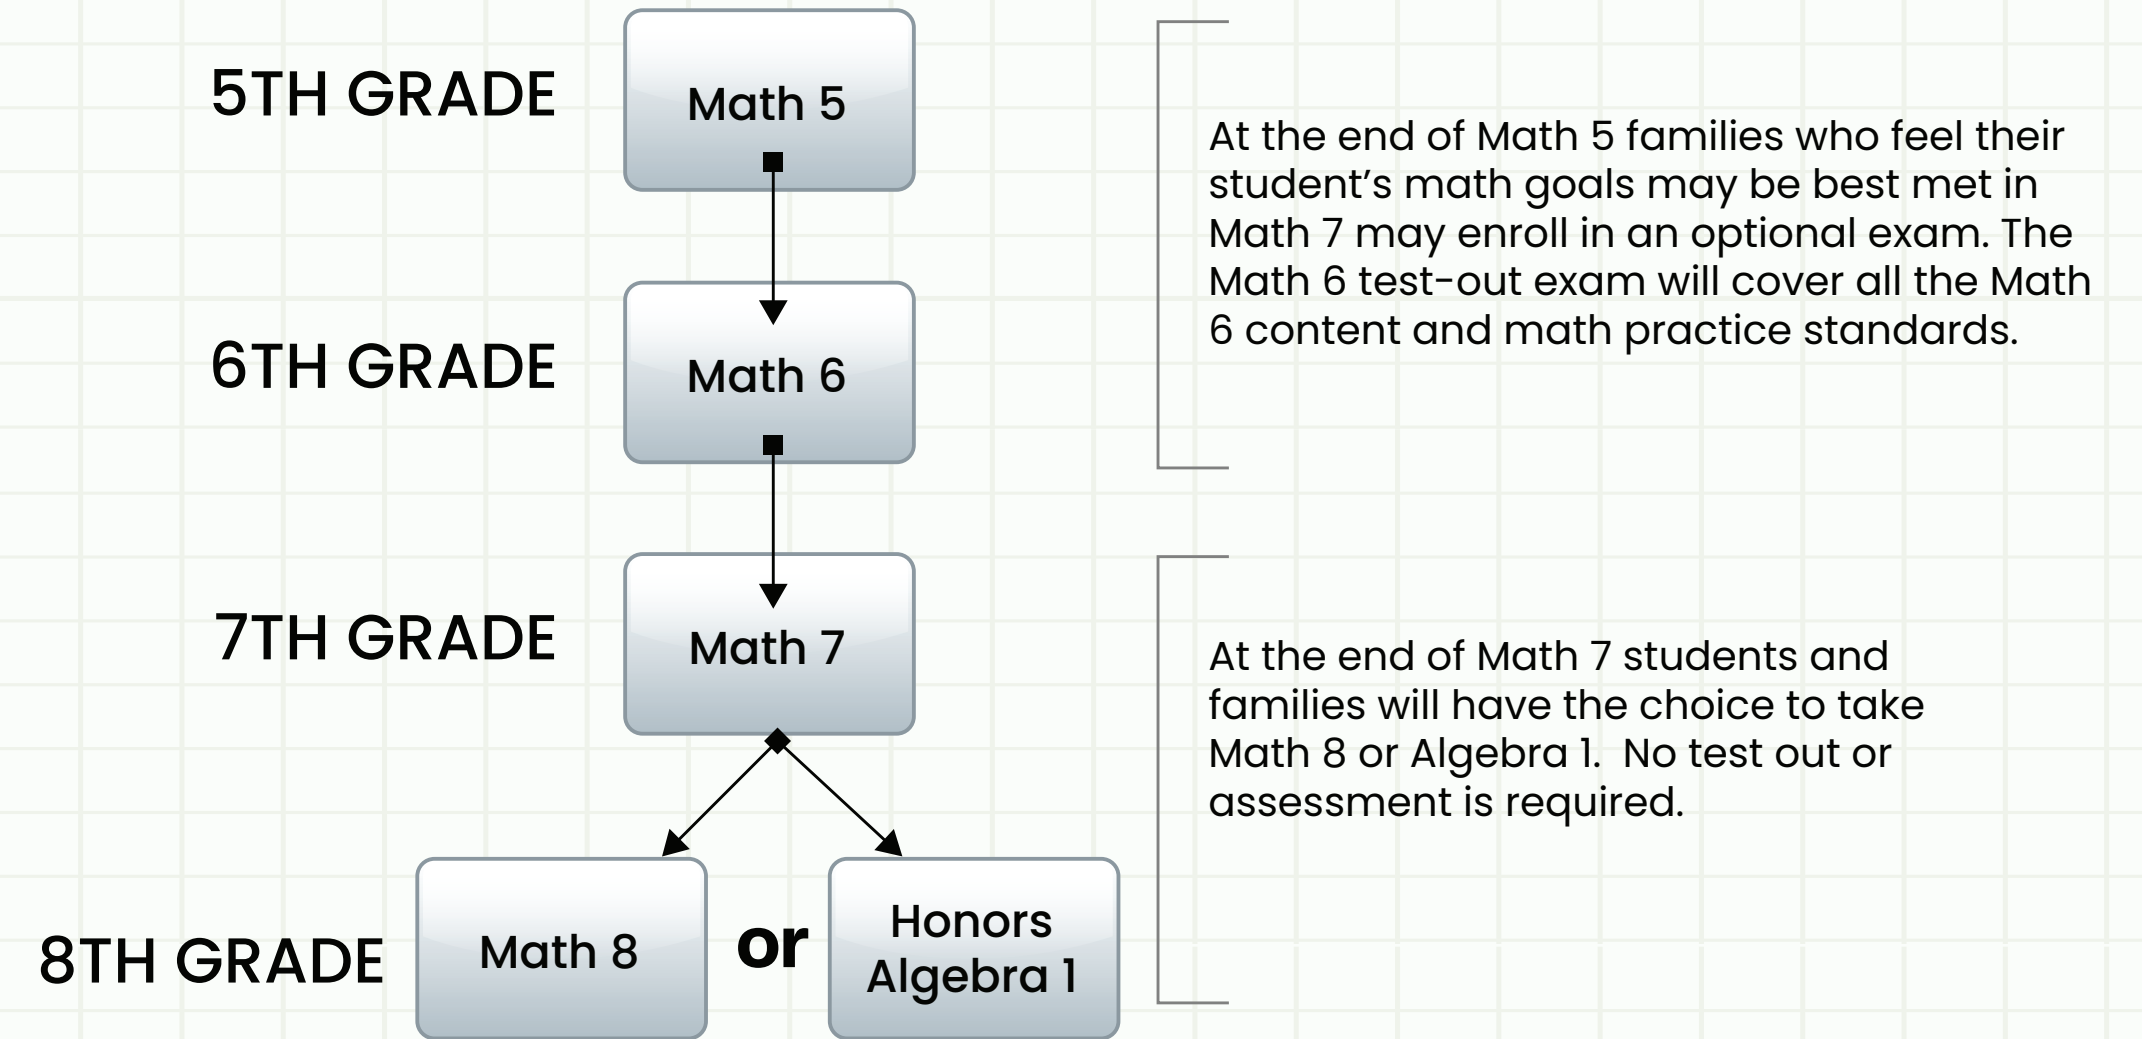 5TH GRADE
Math 5
At the end of Math 5 families who feel their
student’s math goals may be best met in
Math 7 may enroll in an optional exam. The
Math 6 test-out exam will cover all the Math
6 content and math practice standards.
6TH GRADE
Math 6
7TH GRADE
Math 7
At the end of Math 7 students and
families will have the choice to take
Math 8 or Algebra 1.  No test out or
assessment is required.
8TH GRADE
Math 8
or
Honors
Algebra 1